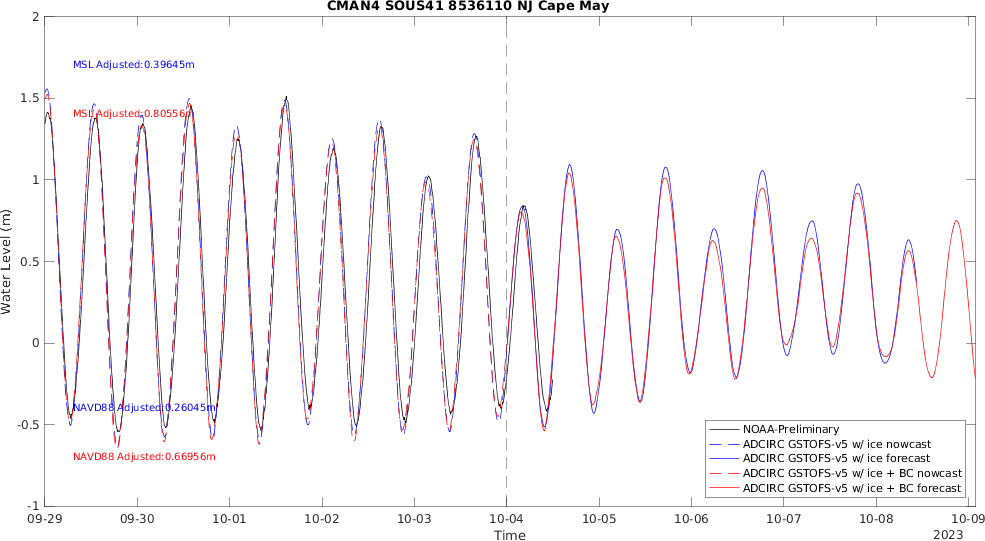 CMAN4 SOUS41 8536110 NJ Cape May
2
1.5
1
0.5
0
-0.5
-1
Water Level (m)
MSL Adjusted:0.39645m
MSL Adjusted:0.80556m
NAVD88 Adjusted:0.26045m
NAVD88 Adjusted:0.66956m
NOAA-Preliminary
ADCIRC GSTOFS-v5 w/ ice nowcast
ADCIRC GSTOFS-v5 w/ ice forecast
ADCIRC GSTOFS-v5 w/ ice + BC nowcast
ADCIRC GSTOFS-v5 w/ ice + BC forecast
09-29 09-30 10-01 10-02 10-03 10-04 10-05 10-06 10-07 10-08 10-09
Time
2023